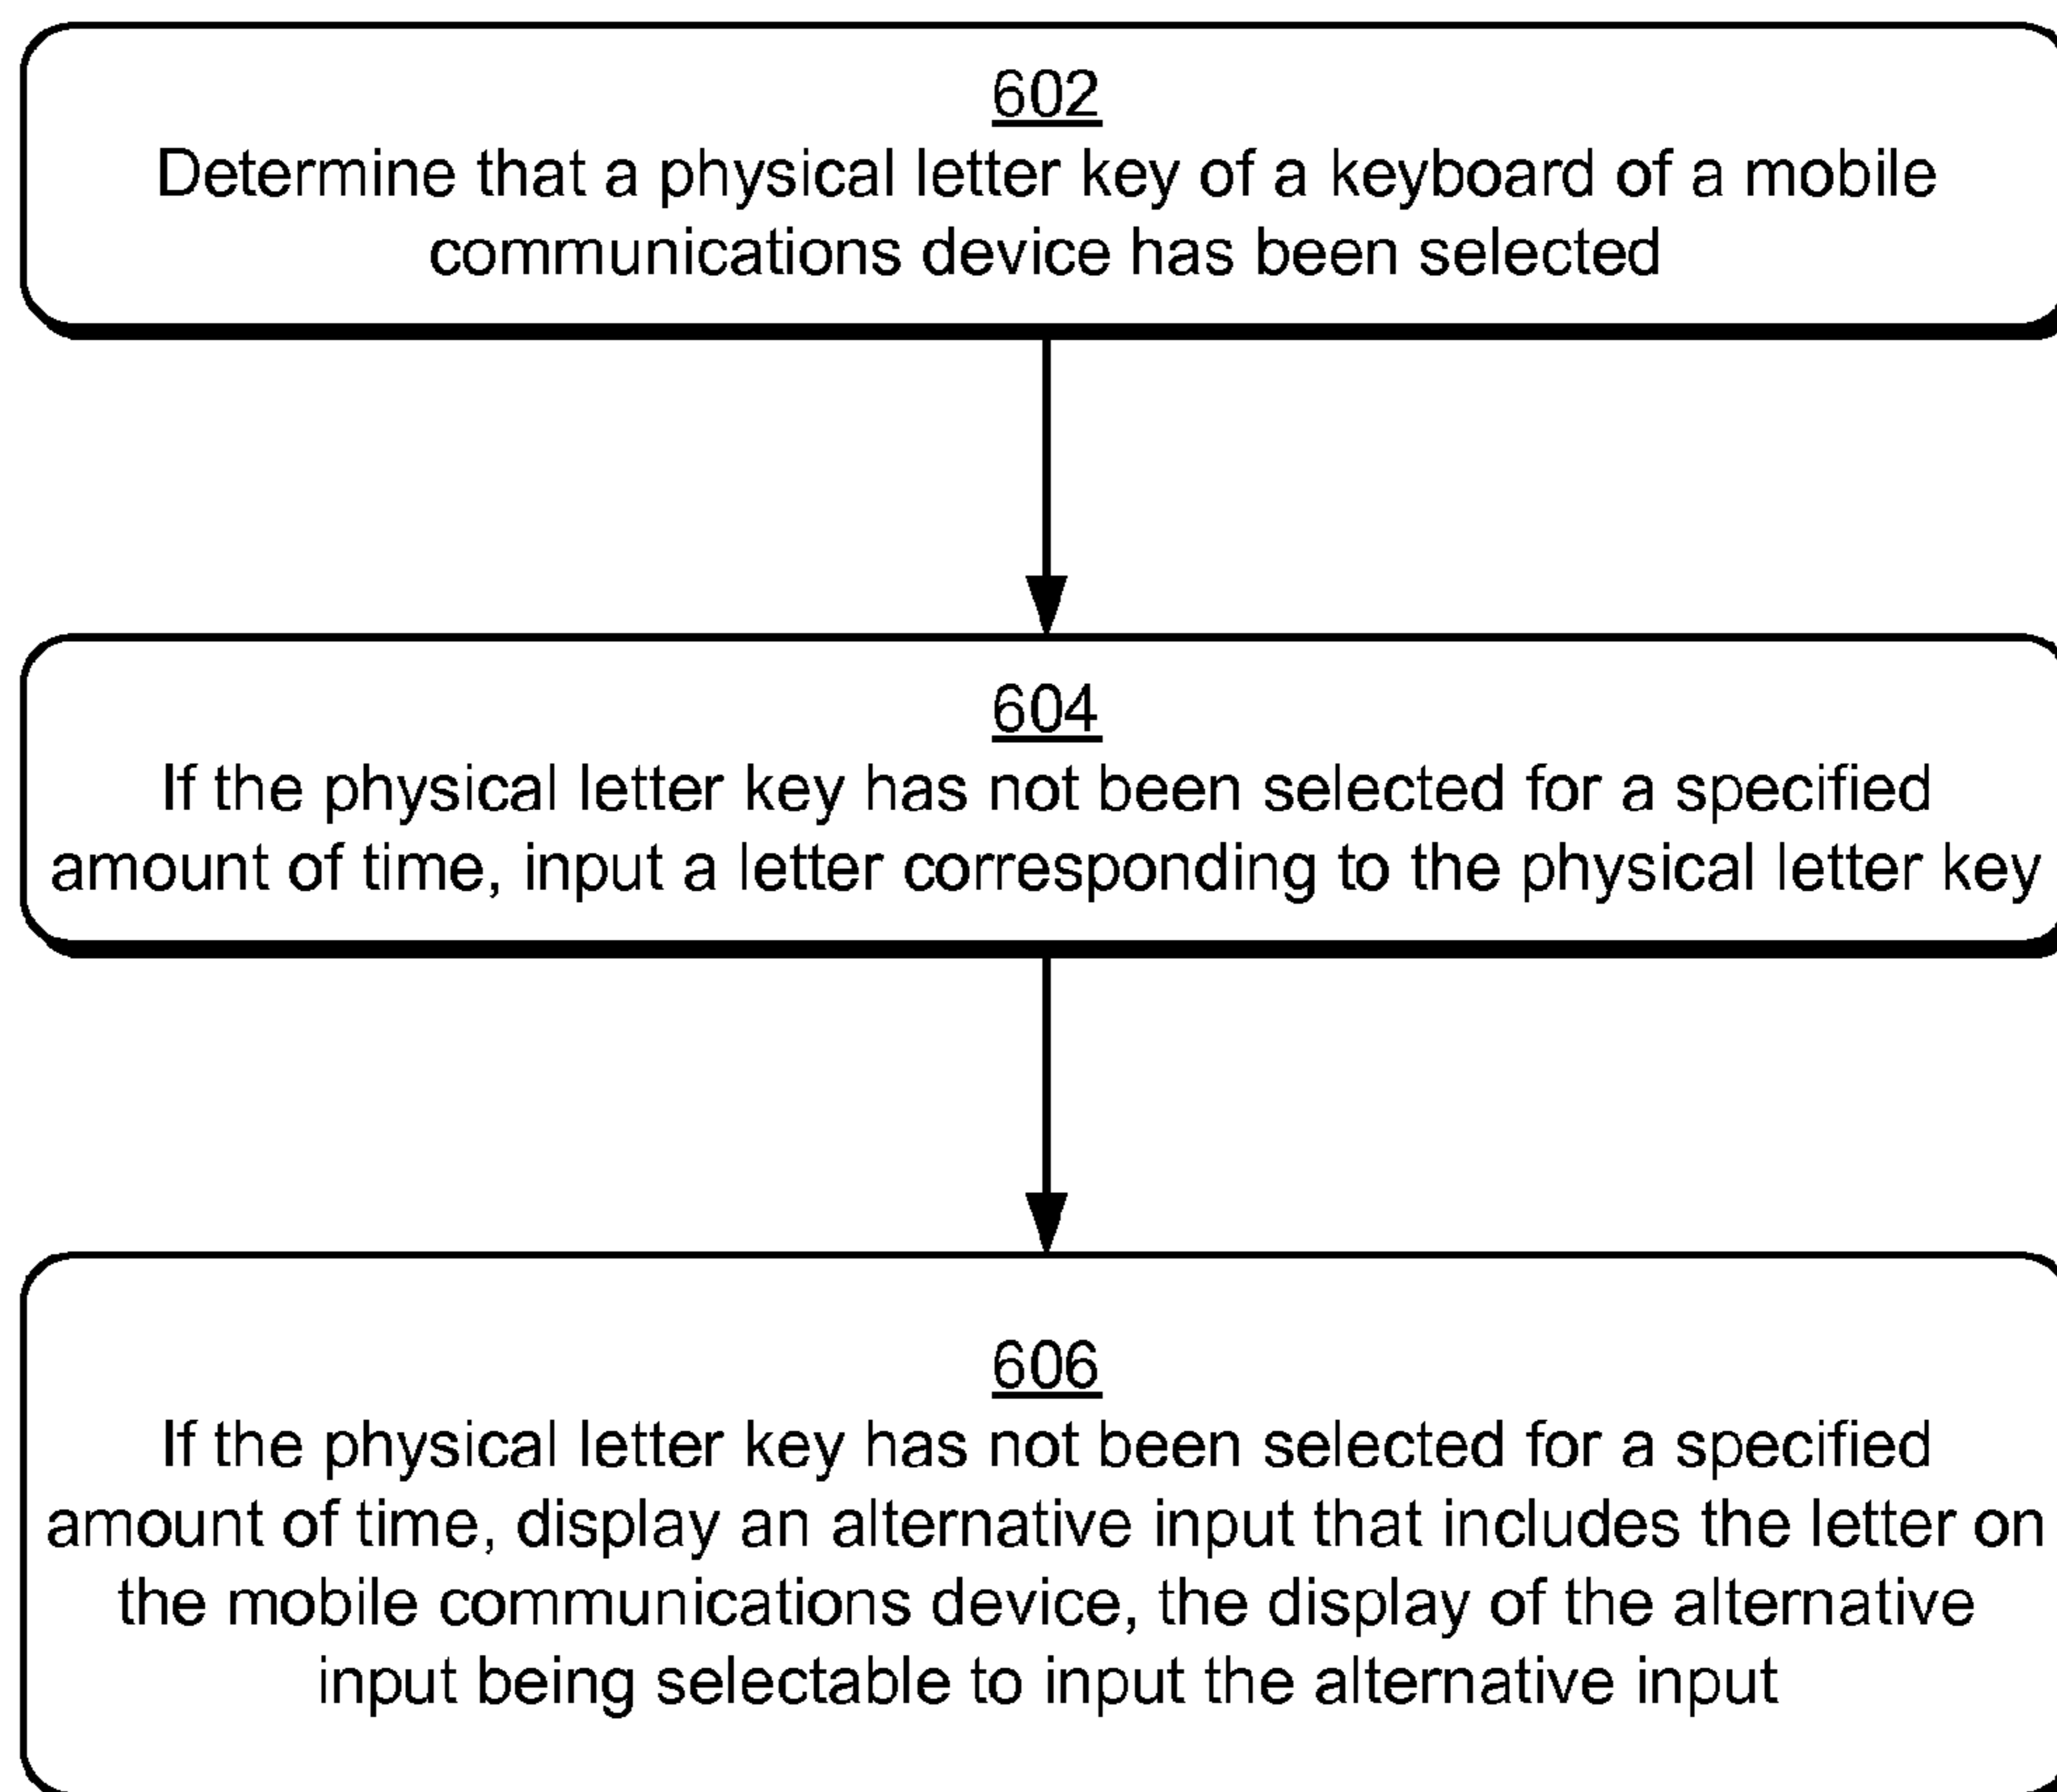 602
Determine that a physical letter key of a keyboard of a mobile
communications device has been selected
604
If the physical letter key has not been selected for a specified
amount of time, input a letter corresponding to the physical letter key
606
If the physical letter key has not been selected for a specified
amount of time, display an alternative input that includes the letter on
the mobile communications device, the display of the alternative
input being selectable to input the alternative input